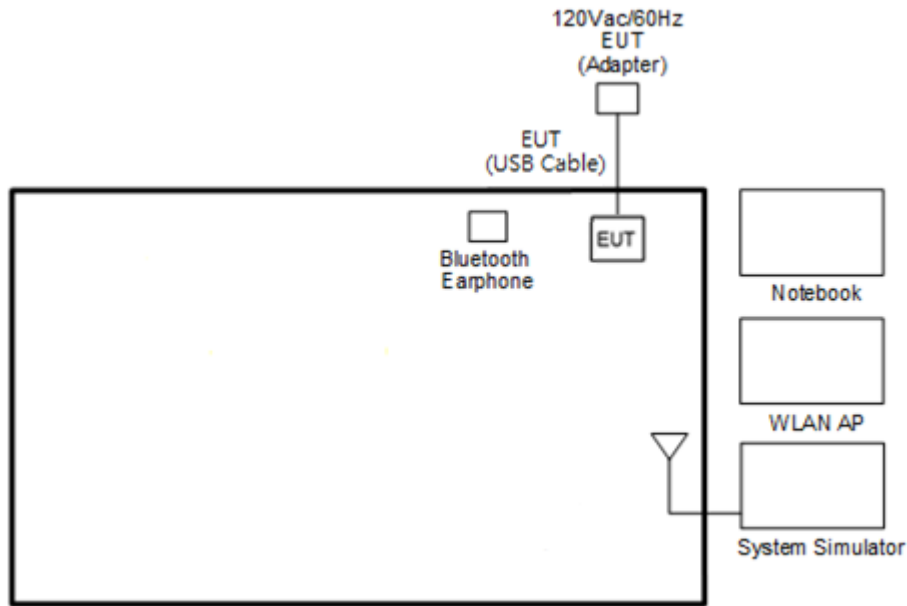 120Vac/60Hz
EUT
(Adapter)
EUT
(USB Cable)
EUT
Bluetooth
Earphone
Notebook
WLAN AP
System Simulator